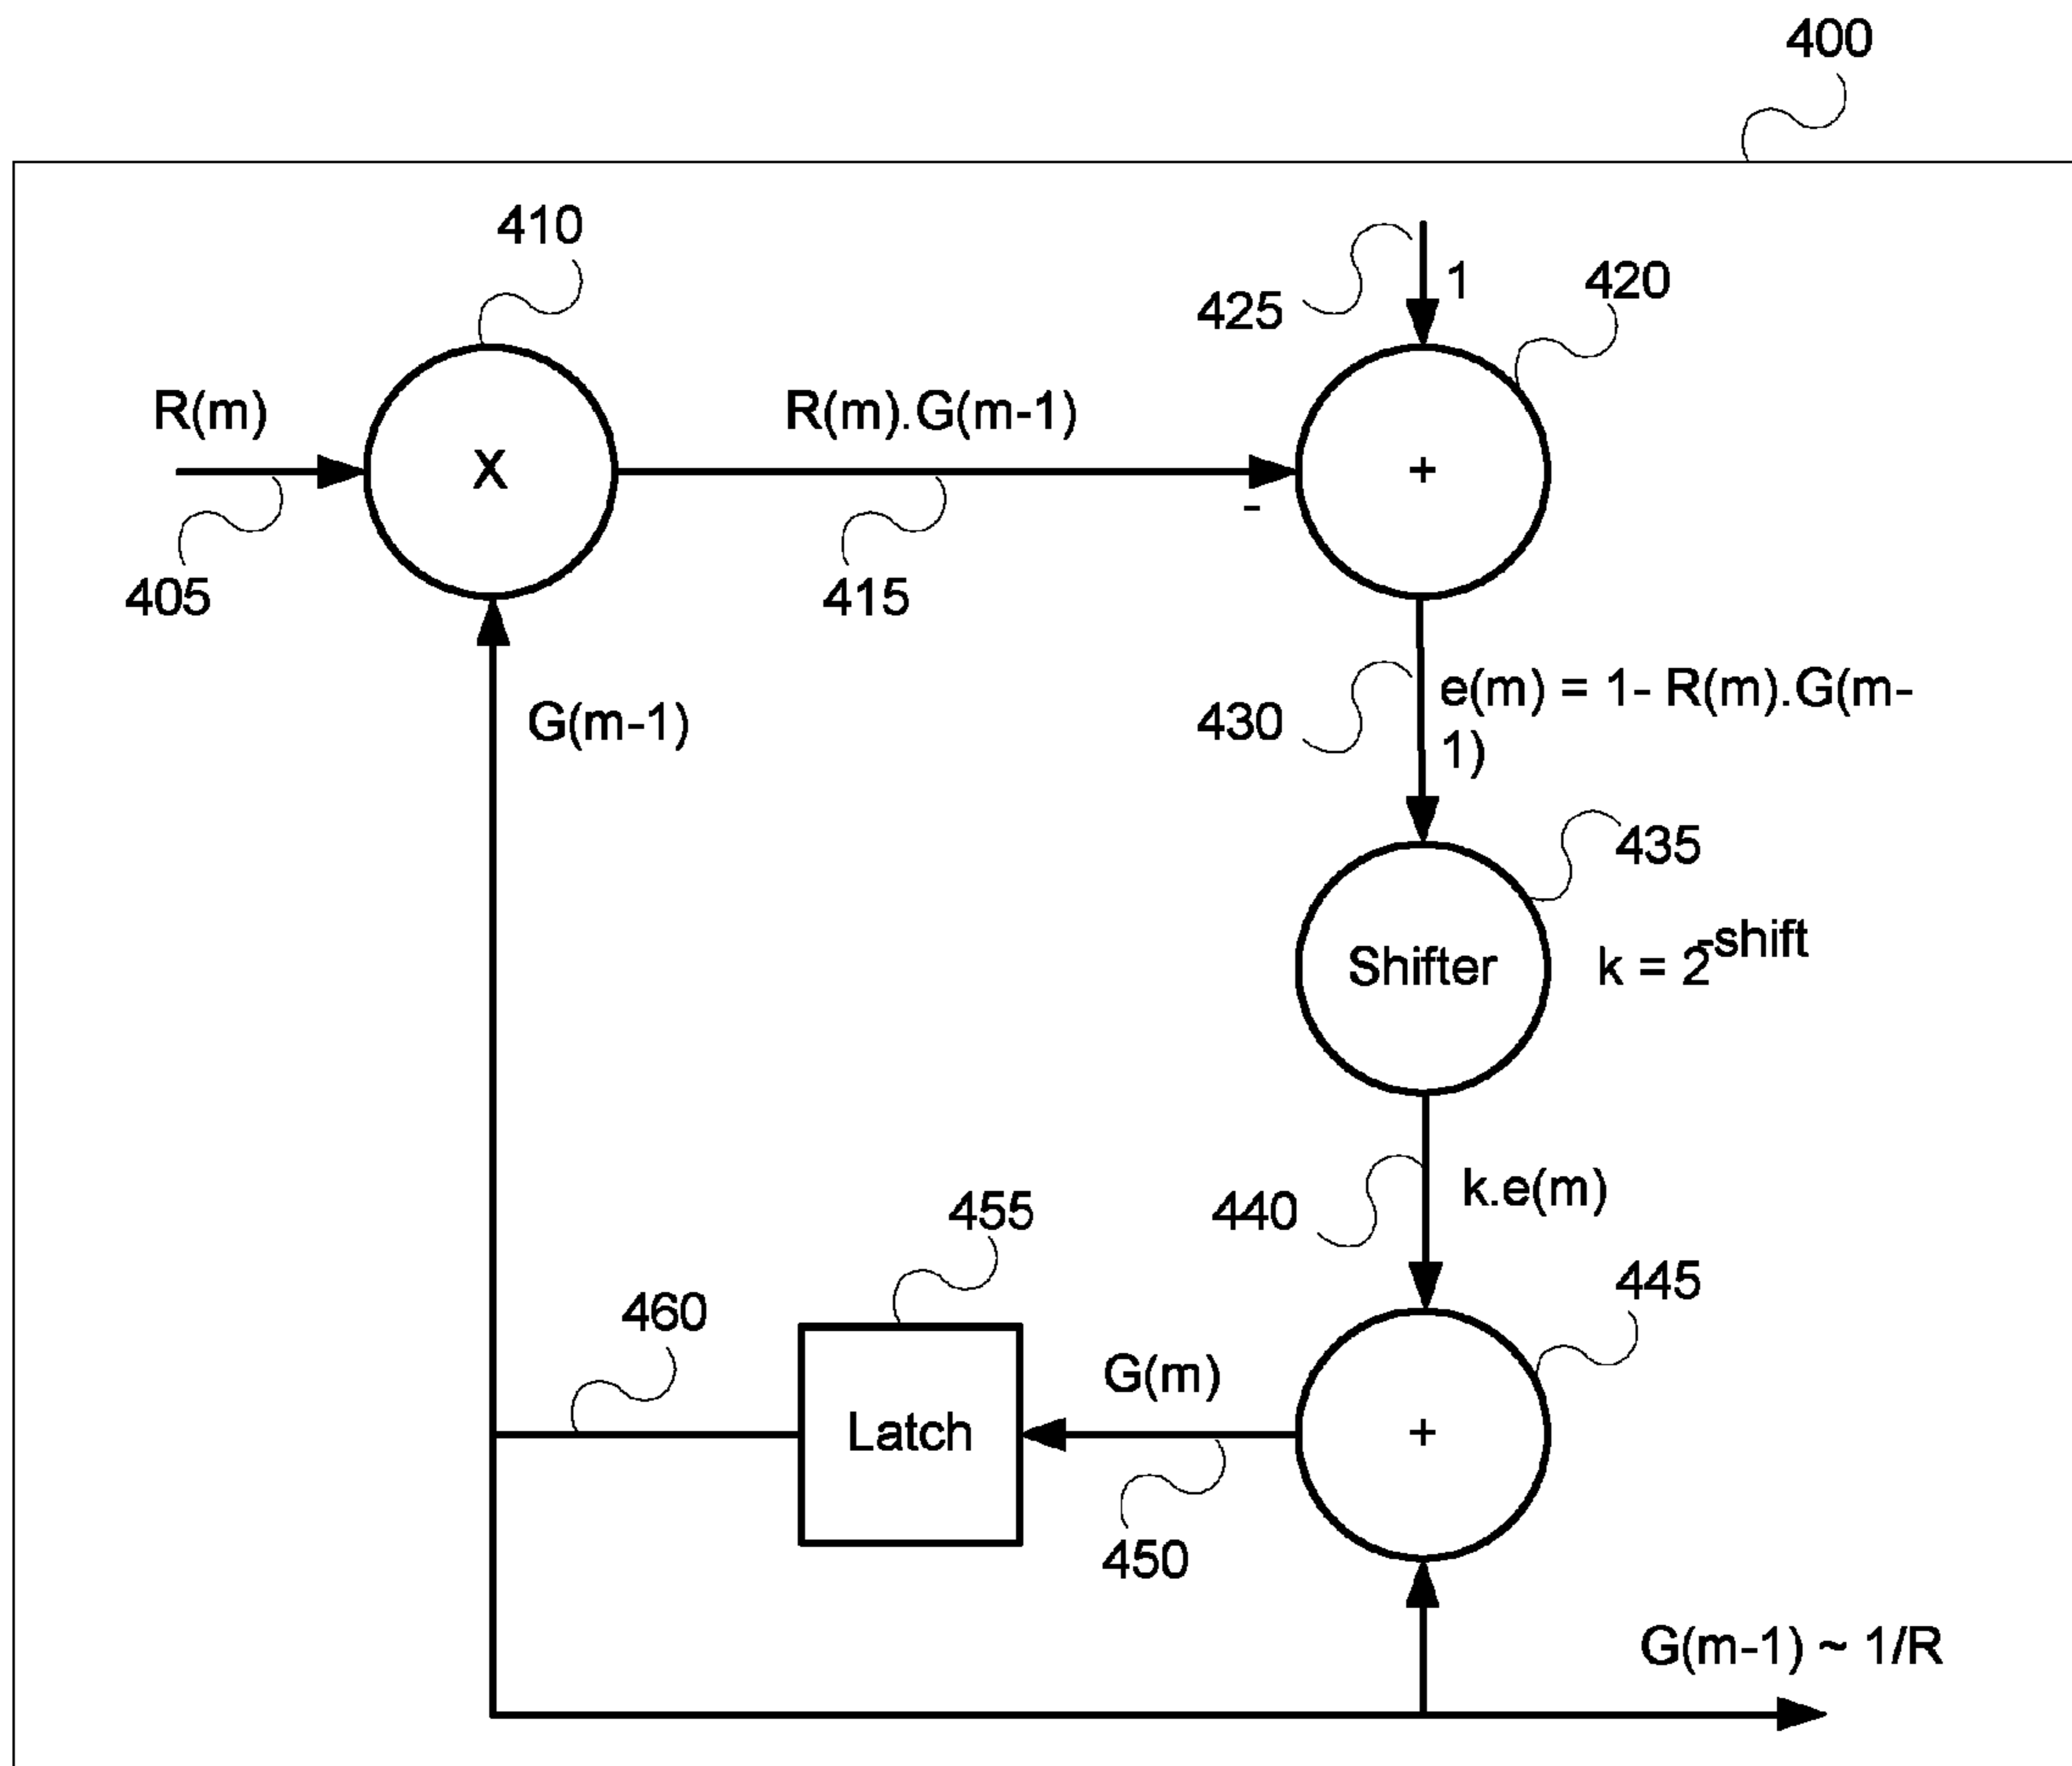 400
410
425
1
420
R(m)
R(m).G(m-1)
X
+
-
405
415
430
e(m) = 1- R(m).G(m-
1)
G(m-1)
435
Shifter
k = 2-shift
440
k.e(m)
455
445
460
G(m)
Latch
+
450
G(m-1) ~ 1/R